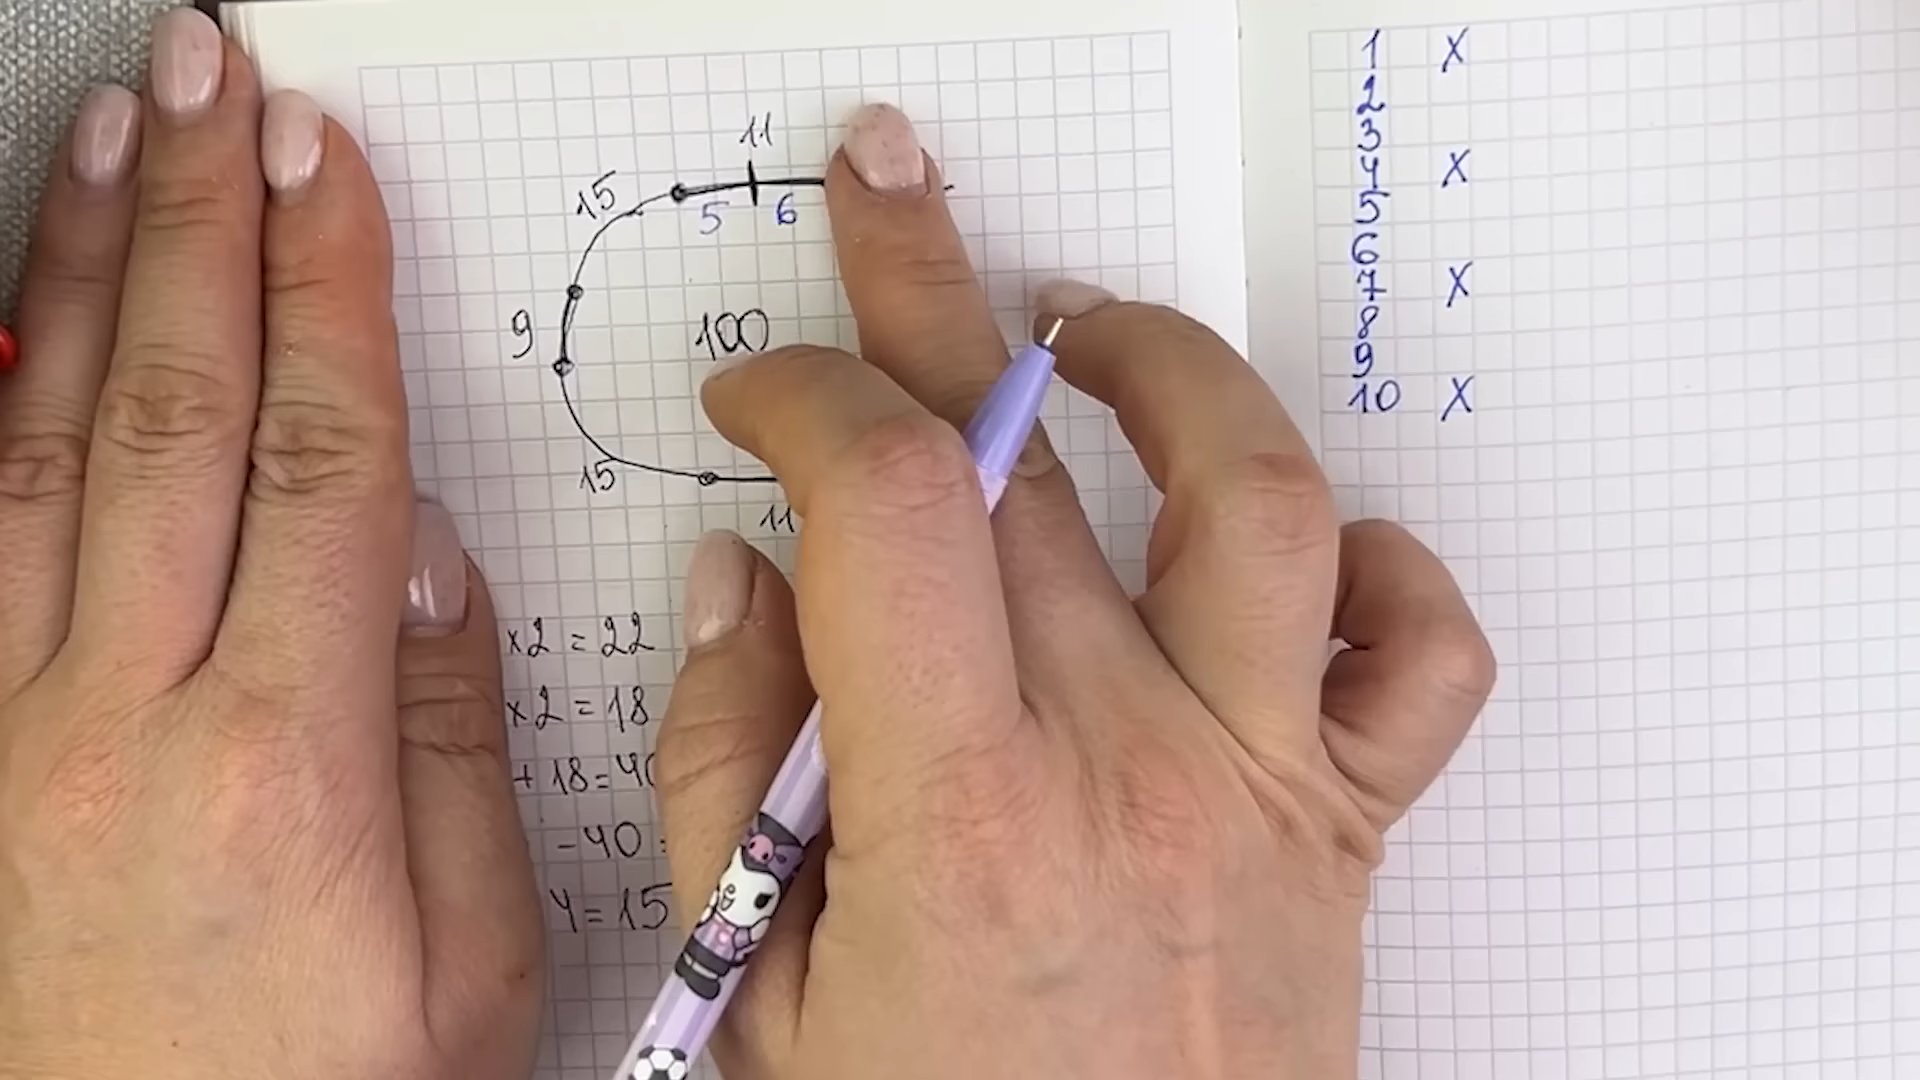 11
15
5 6
9
100
15
11
x2 = 22
x2 = 18
+ 18 = 40
- 40
4 = 15
1 X
2
3
4 X
5
6
7 X
8
9
10 X